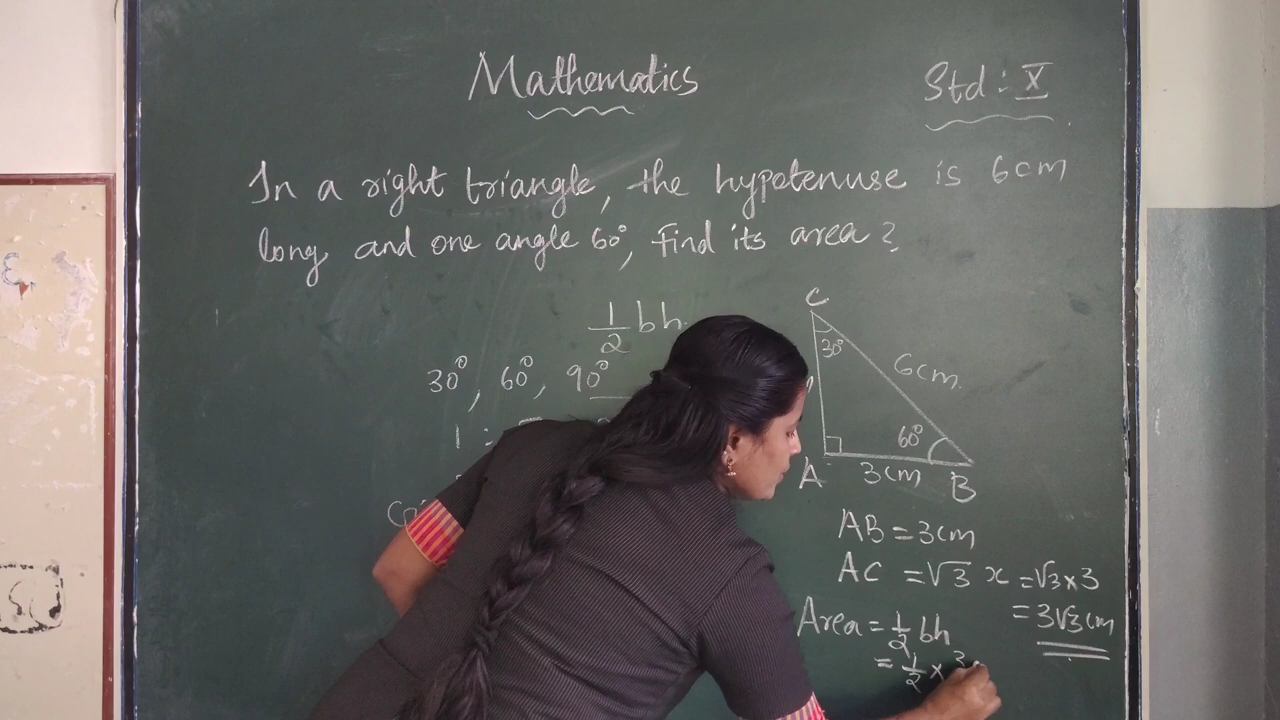 Mathematics
Std : X
In a right triangle, the hypotenuse is 6cm
long and one angle 60°, Find its area?
1/2 bh
30°, 60°, 90°
1 :
C
30°
6cm.
60°
A 3cm B
AB = 3cm
AC = √3 x = √3 × 3
= 3√3 cm
Area = 1/2 bh
= 1/2 × 3